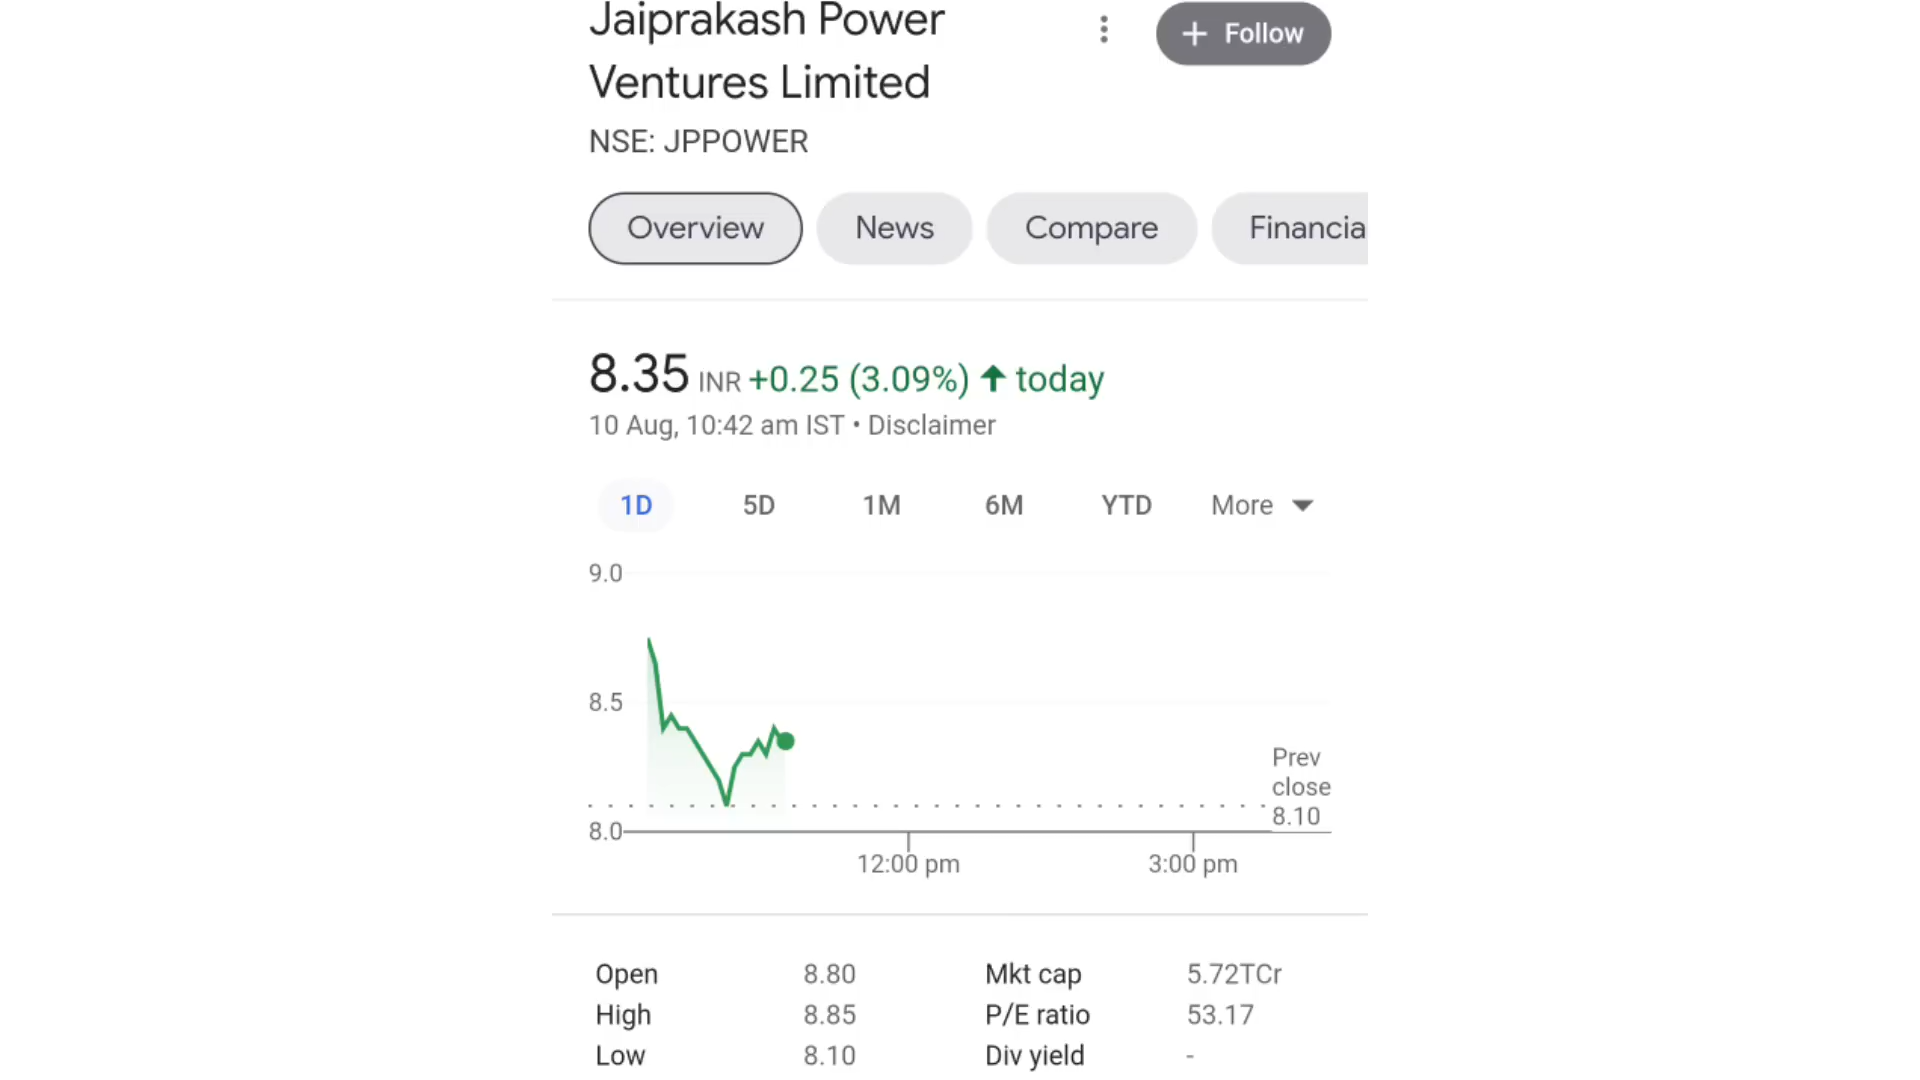 Jaiprakash Power
Ventures Limited
+ Follow
NSE: JPPOWER
Overview
News
Compare
Financia
8.35 INR +0.25 (3.09%) ↑ today
10 Aug, 10:42 am IST • Disclaimer
1D 5D 1M 6M YTD More
9.0
8.5
Prev
close
8.10
8.0
12:00 pm 3:00 pm
Open 8.80 Mkt cap 5.72TCr
High 8.85 P/E ratio 53.17
Low 8.10 Div yield -